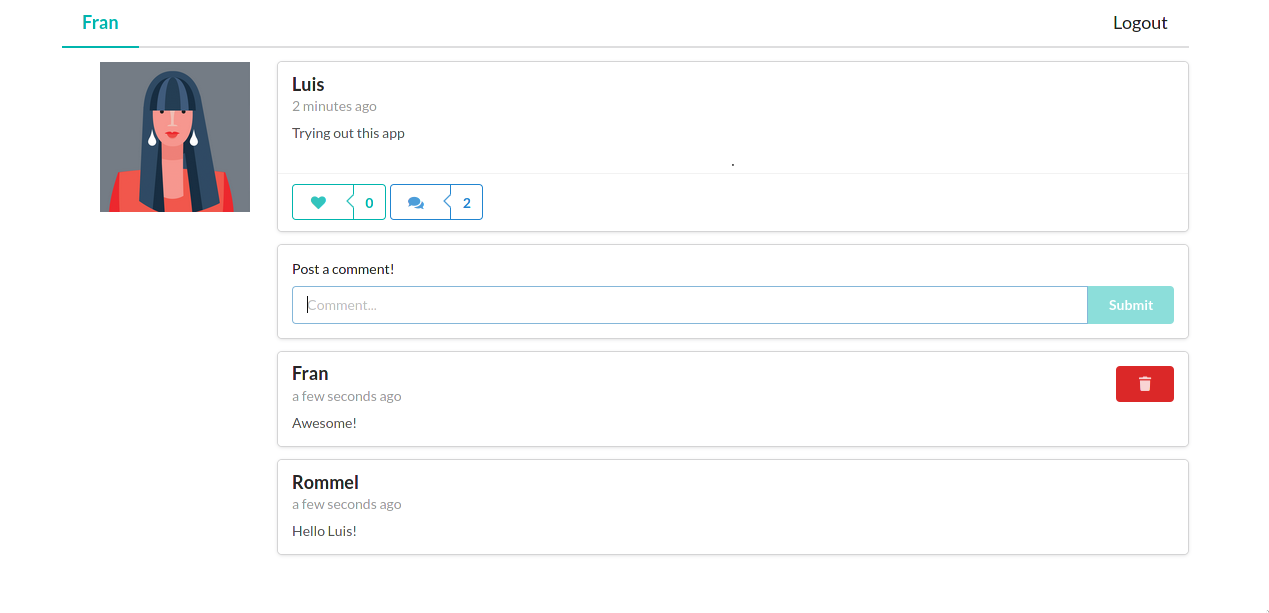 Fran
Logout
Luis
2 minutes ago
Trying out this app
.
0
2
Post a comment!
Comment...
Submit
Fran
a few seconds ago
Awesome!
Rommel
a few seconds ago
Hello Luis!